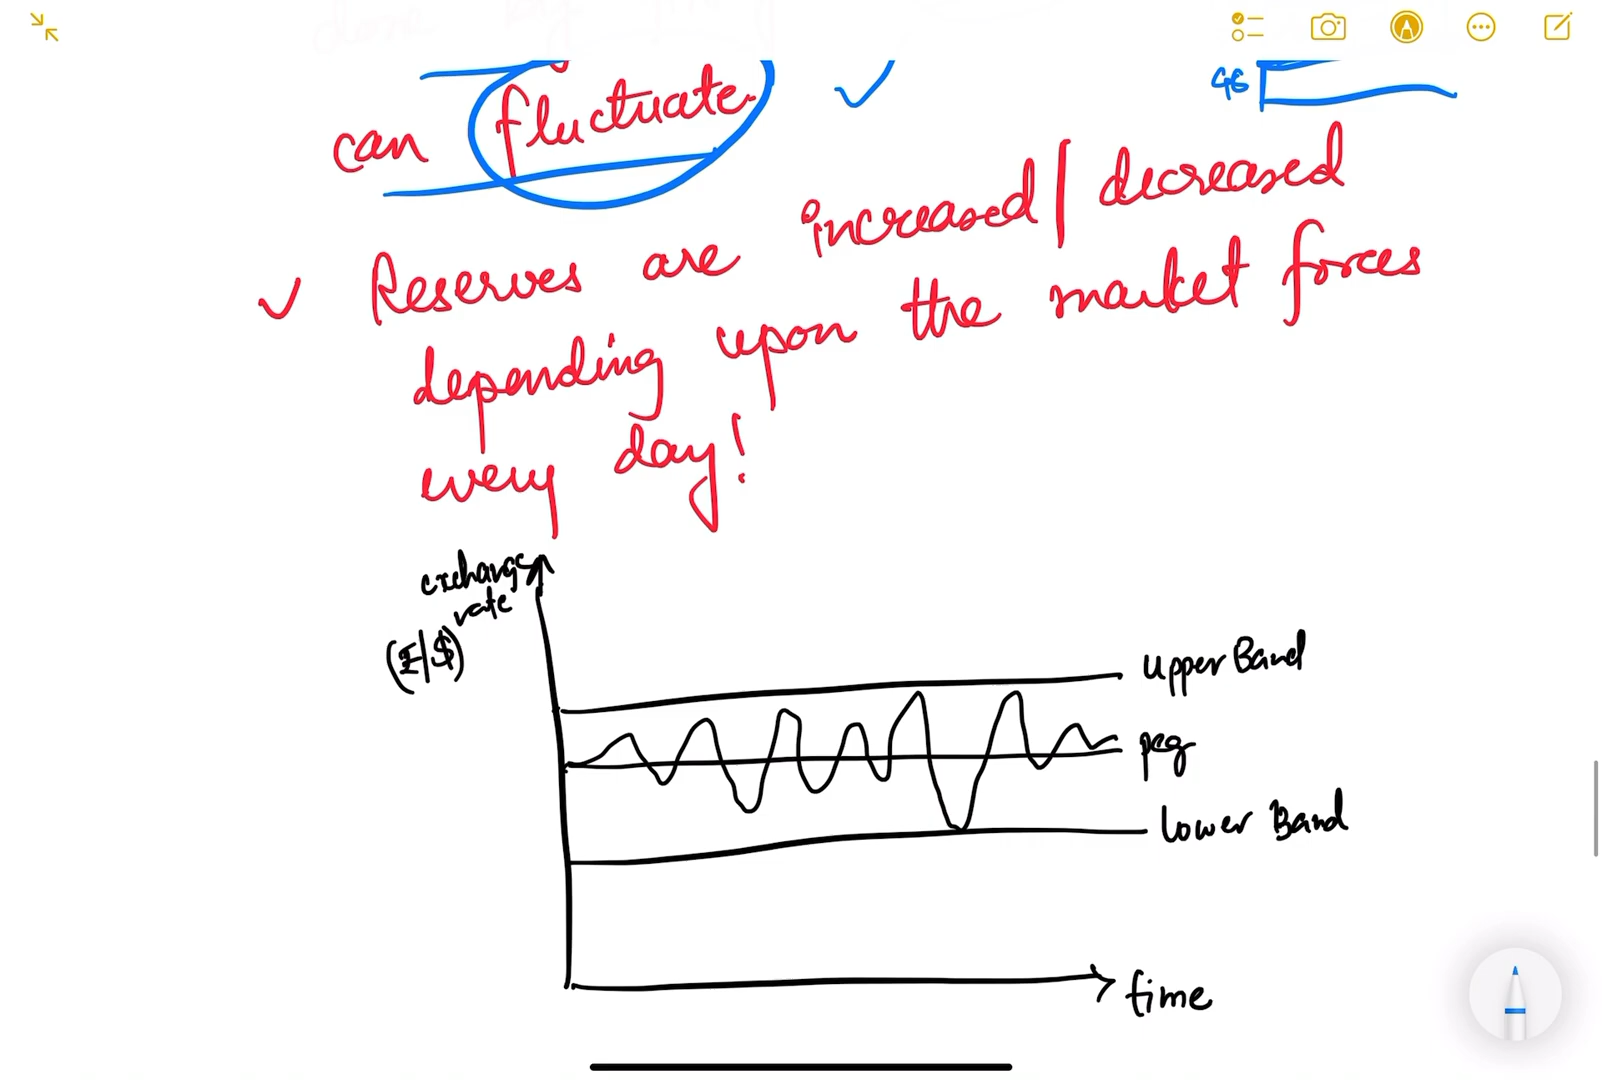 46
can fluctuate.
✓ Reserves are increased/decreased
depending upon the market forces
every day!
exchange
rate
(₤/$)
upper Band
peg
lower Band
time